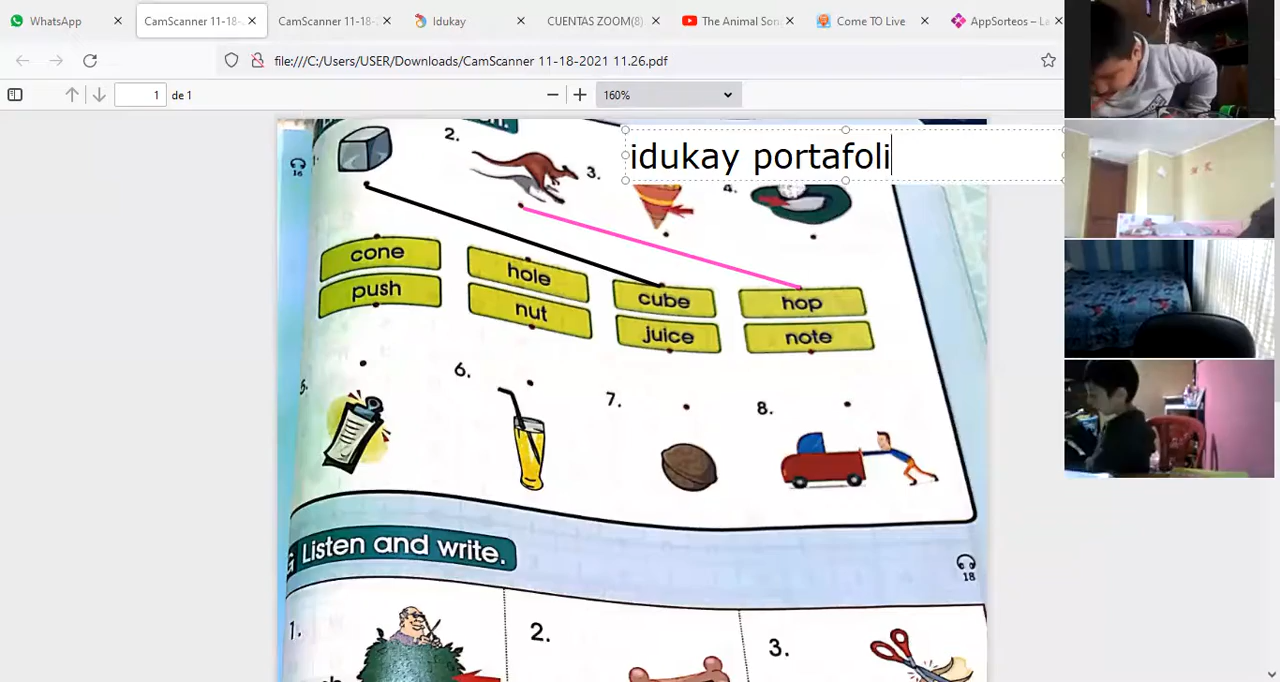 WhatsApp
CamScanner 11-18-
CamScanner 11-18-2
Idukay
CUENTAS ZOOM(8)
The Animal Son
Come TO Live
AppSorteos – L
file:///C:/Users/USER/Downloads/CamScanner 11-18-2021 11.26.pdf
1 de 1
160%
idukay portafoli
16
2.
3.
4.
cone
hole
cube
hop
push
nut
juice
note
5.
6.
7.
8.
Listen and write.
18
1.
2.
3.